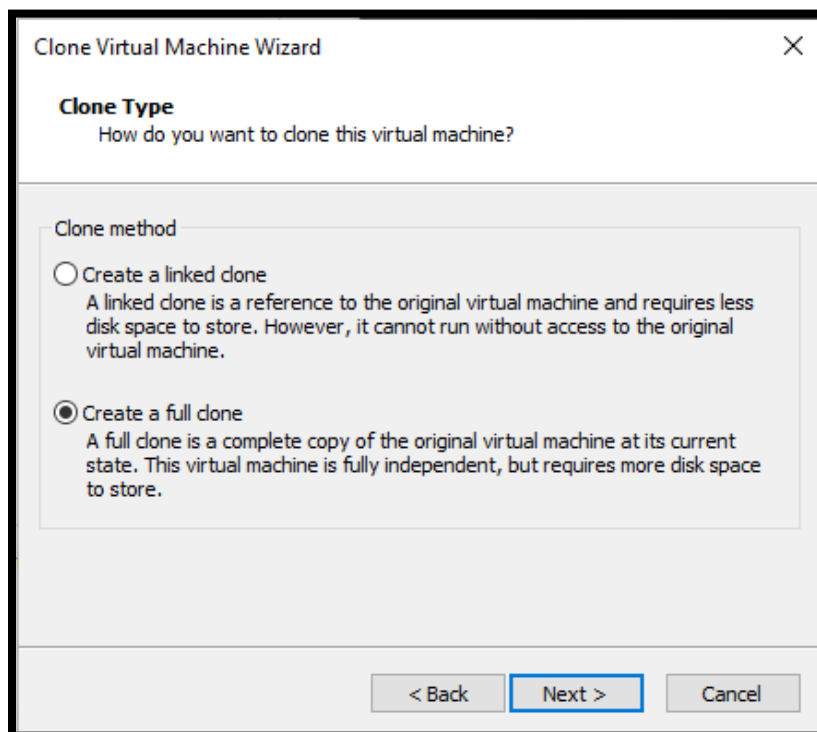 Clone Virtual Machine Wizard
Clone Type
How do you want to clone this virtual machine?
Clone method
Create a linked clone
A linked clone is a reference to the original virtual machine and requires less
disk space to store. However, it cannot run without access to the original
virtual machine.
Create a full clone
A full clone is a complete copy of the original virtual machine at its current
state. This virtual machine is fully independent, but requires more disk space
to store.
< Back Next > Cancel